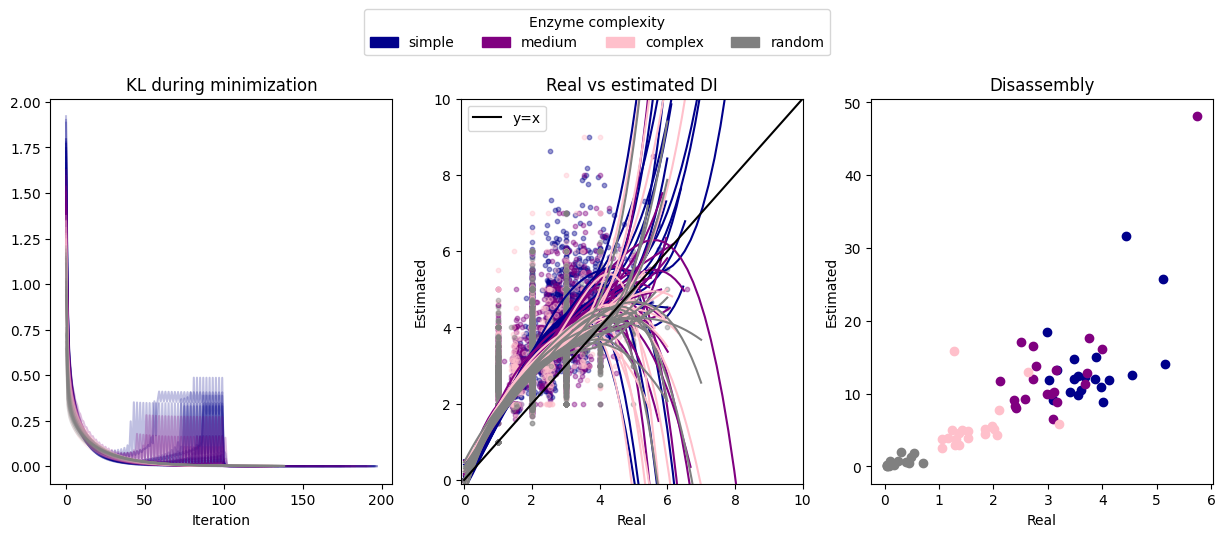 Enzyme complexity
simple medium complex random
KL during minimization
2.00
1.75
1.50
1.25
1.00
0.75
0.50
0.25
0.00
0 50 100 150 200
Iteration
Real vs estimated DI
y=x
10
8
6
4
2
0
Estimated
0 2 4 6 8 10
Real
Disassembly
50
40
30
20
10
0
Estimated
0 1 2 3 4 5 6
Real